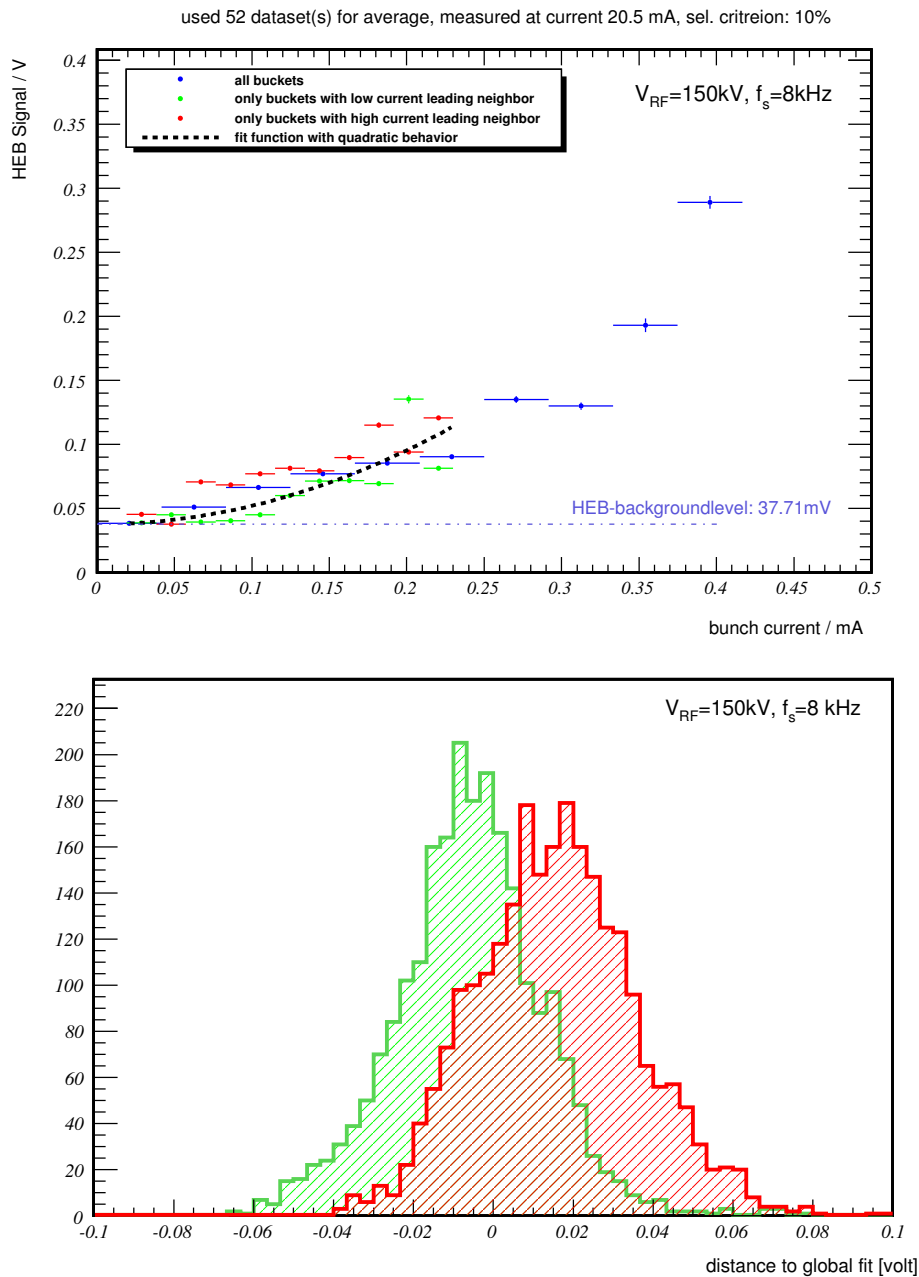 used 52 dataset(s) for average, measured at current 20.5 mA, sel. critreion: 10%
HEB Signal / V
0.4
0.35
0.3
0.25
0.2
0.15
0.1
0.05
0
all buckets
only buckets with low current leading neighbor
only buckets with high current leading neighbor
fit function with quadratic behavior
V_RF=150kV, f_s=8kHz
HEB-backgroundlevel: 37.71mV
0 0.05 0.1 0.15 0.2 0.25 0.3 0.35 0.4 0.45 0.5
bunch current / mA
V_RF=150kV, f_s=8 kHz
220
200
180
160
140
120
100
80
60
40
20
0
-0.1 -0.08 -0.06 -0.04 -0.02 0 0.02 0.04 0.06 0.08 0.1
distance to global fit [volt]